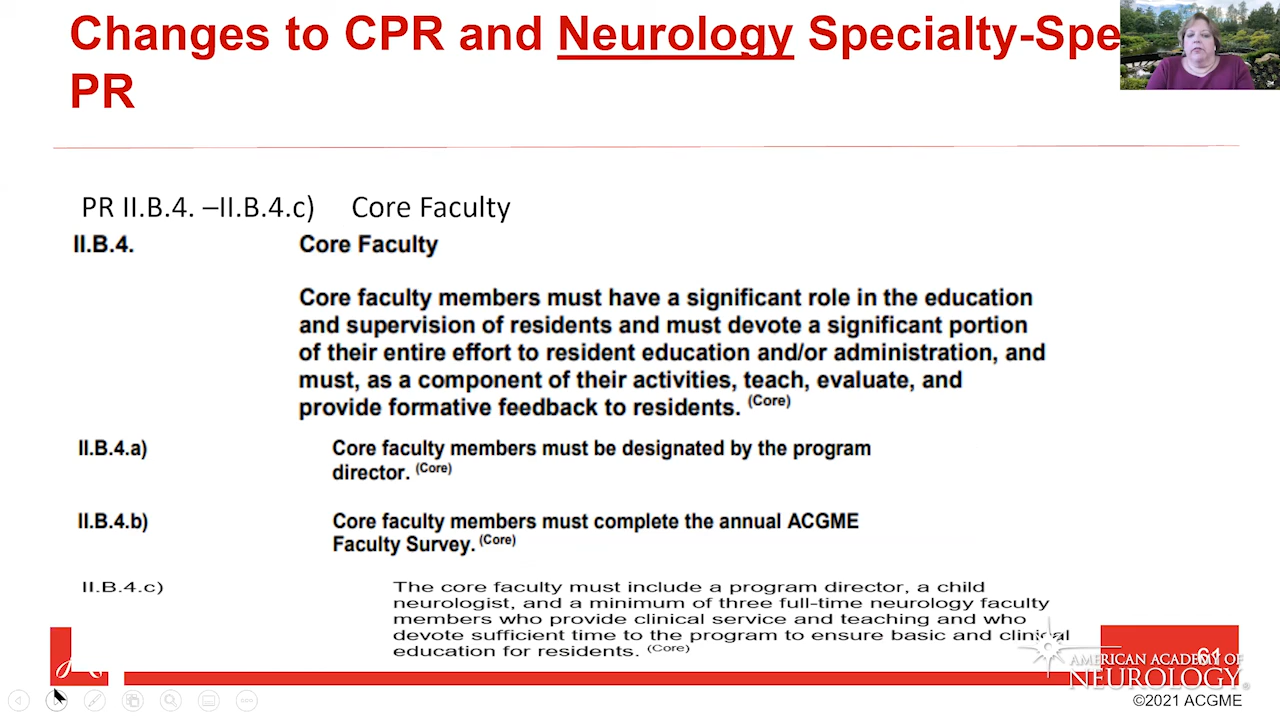 Changes to CPR and Neurology Specialty-Spe
PR
PR II.B.4. –II.B.4.c) Core Faculty
II.B.4. Core Faculty
Core faculty members must have a significant role in the education
and supervision of residents and must devote a significant portion
of their entire effort to resident education and/or administration, and
must, as a component of their activities, teach, evaluate, and
provide formative feedback to residents. (Core)
II.B.4.a) Core faculty members must be designated by the program
director. (Core)
II.B.4.b) Core faculty members must complete the annual ACGME
Faculty Survey. (Core)
II.B.4.c) The core faculty must include a program director, a child
neurologist, and a minimum of three full-time neurology faculty
members who provide clinical service and teaching and who
devote sufficient time to the program to ensure basic and clinical
education for residents. (Core)
61
AMERICAN ACADEMY OF
NEUROLOGY®
©2021 ACGME